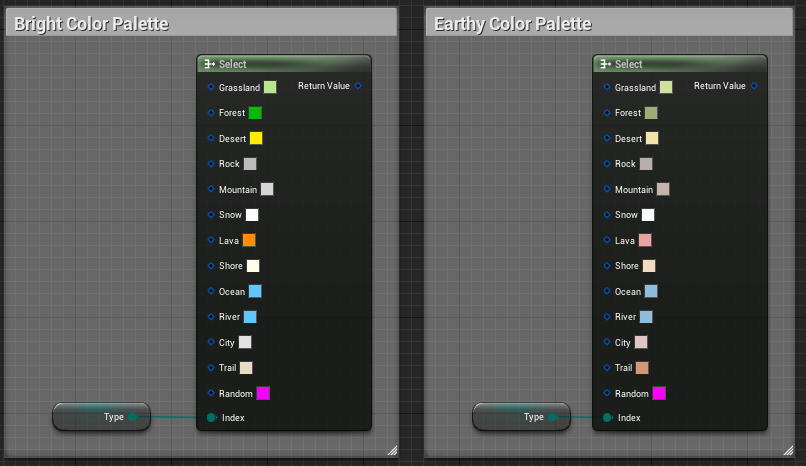 Bright Color Palette
Select
Grassland Return Value
Forest
Desert
Rock
Mountain
Snow
Lava
Shore
Ocean
River
City
Trail
Random
Type Index
Earthy Color Palette
Select
Grassland Return Value
Forest
Desert
Rock
Mountain
Snow
Lava
Shore
Ocean
River
City
Trail
Random
Type Index